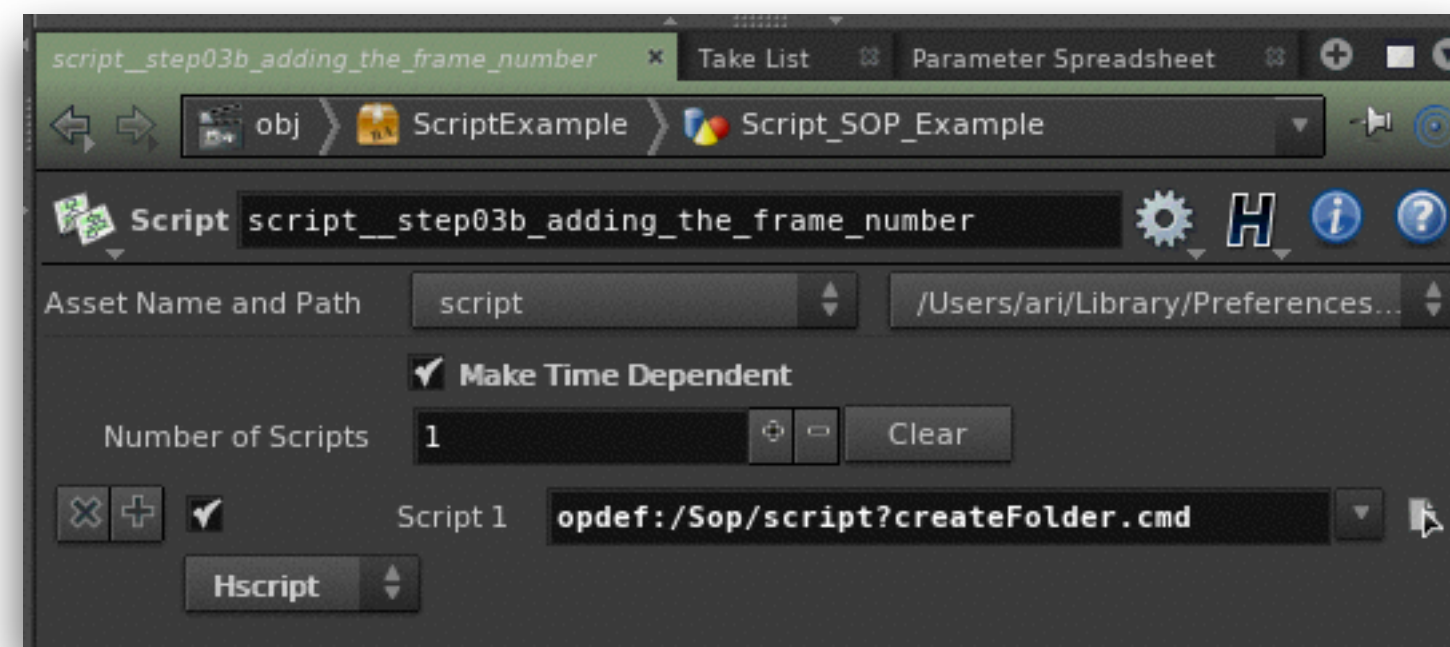 script__step03b_adding_the_frame_number Take List Parameter Spreadsheet
obj ScriptExample Script_SOP_Example
Script script__step03b_adding_the_frame_number
Asset Name and Path script /Users/ari/Library/Preferences...
Make Time Dependent
Number of Scripts 1 Clear
Script 1 opdef:/Sop/script?createFolder.cmd
Hscript